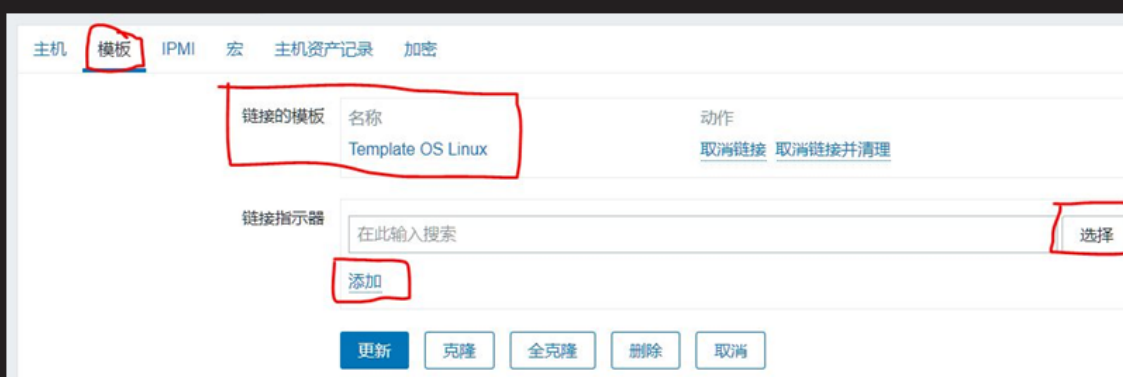 主机 模板 IPMI 宏 主机资产记录 加密
链接的模板 名称 动作
Template OS Linux 取消链接 取消链接并清理
链接指示器 在此输入搜索 选择
添加
更新 克隆 全克隆 删除 取消